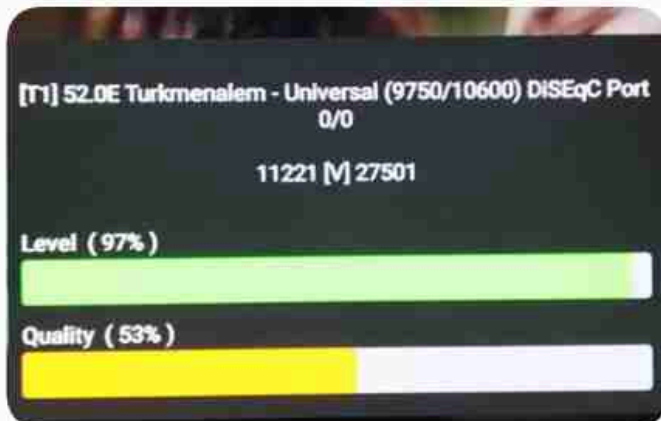 [T1] 52.0E Turkmenalem - Universal (9750/10600) DiSEqC Port
0/0
11221 [V] 27501
Level ( 97% )
Quality ( 53% )